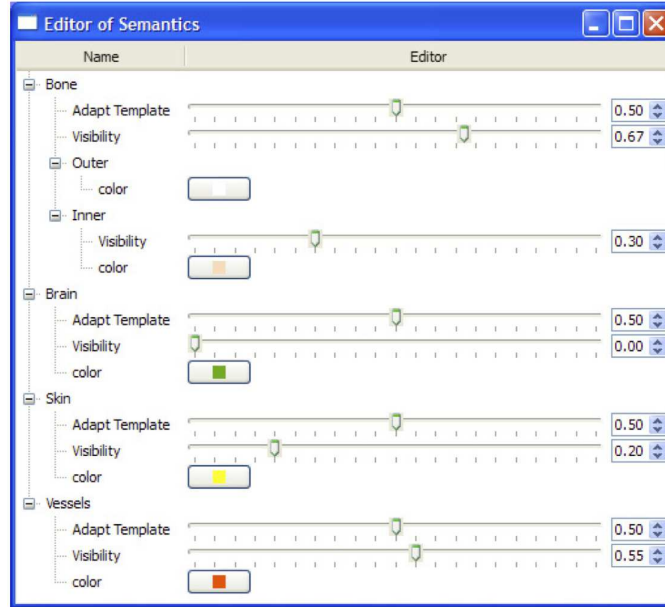 Editor of Semantics
Name Editor
Bone
Adapt Template 0.50
Visibility 0.67
Outer
color
Inner
Visibility 0.30
color
Brain
Adapt Template 0.50
Visibility 0.00
color
Skin
Adapt Template 0.50
Visibility 0.20
color
Vessels
Adapt Template 0.50
Visibility 0.55
color